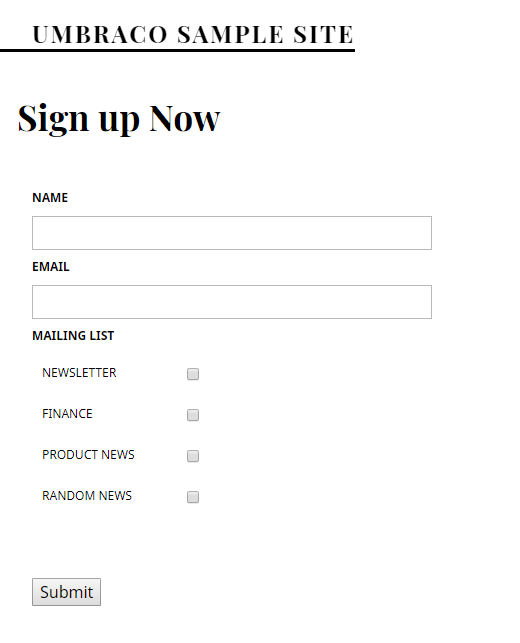 UMBRACO SAMPLE SITE
Sign up Now
NAME
EMAIL
MAILING LIST
NEWSLETTER
FINANCE
PRODUCT NEWS
RANDOM NEWS
Submit